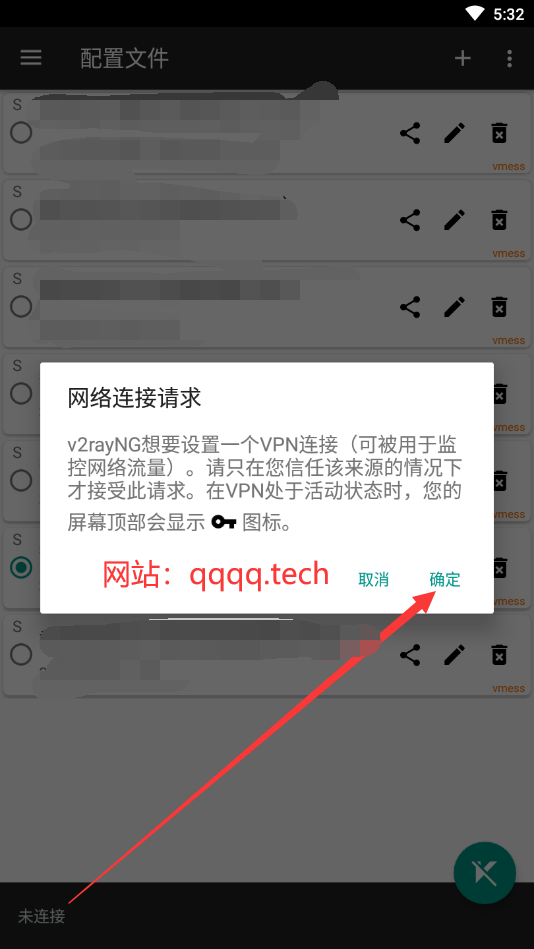 5:32
配置文件
S
vmess
S
vmess
S
vmess
S
网络连接请求
v2rayNG想要设置一个VPN连接（可被用于监
控网络流量）。请只在您信任该来源的情况下
才接受此请求。在VPN处于活动状态时，您的
屏幕顶部会显示 图标。
网站：qqqq.tech
取消 确定
vmess
S
vmess
S
vmess
S
vmess
未连接